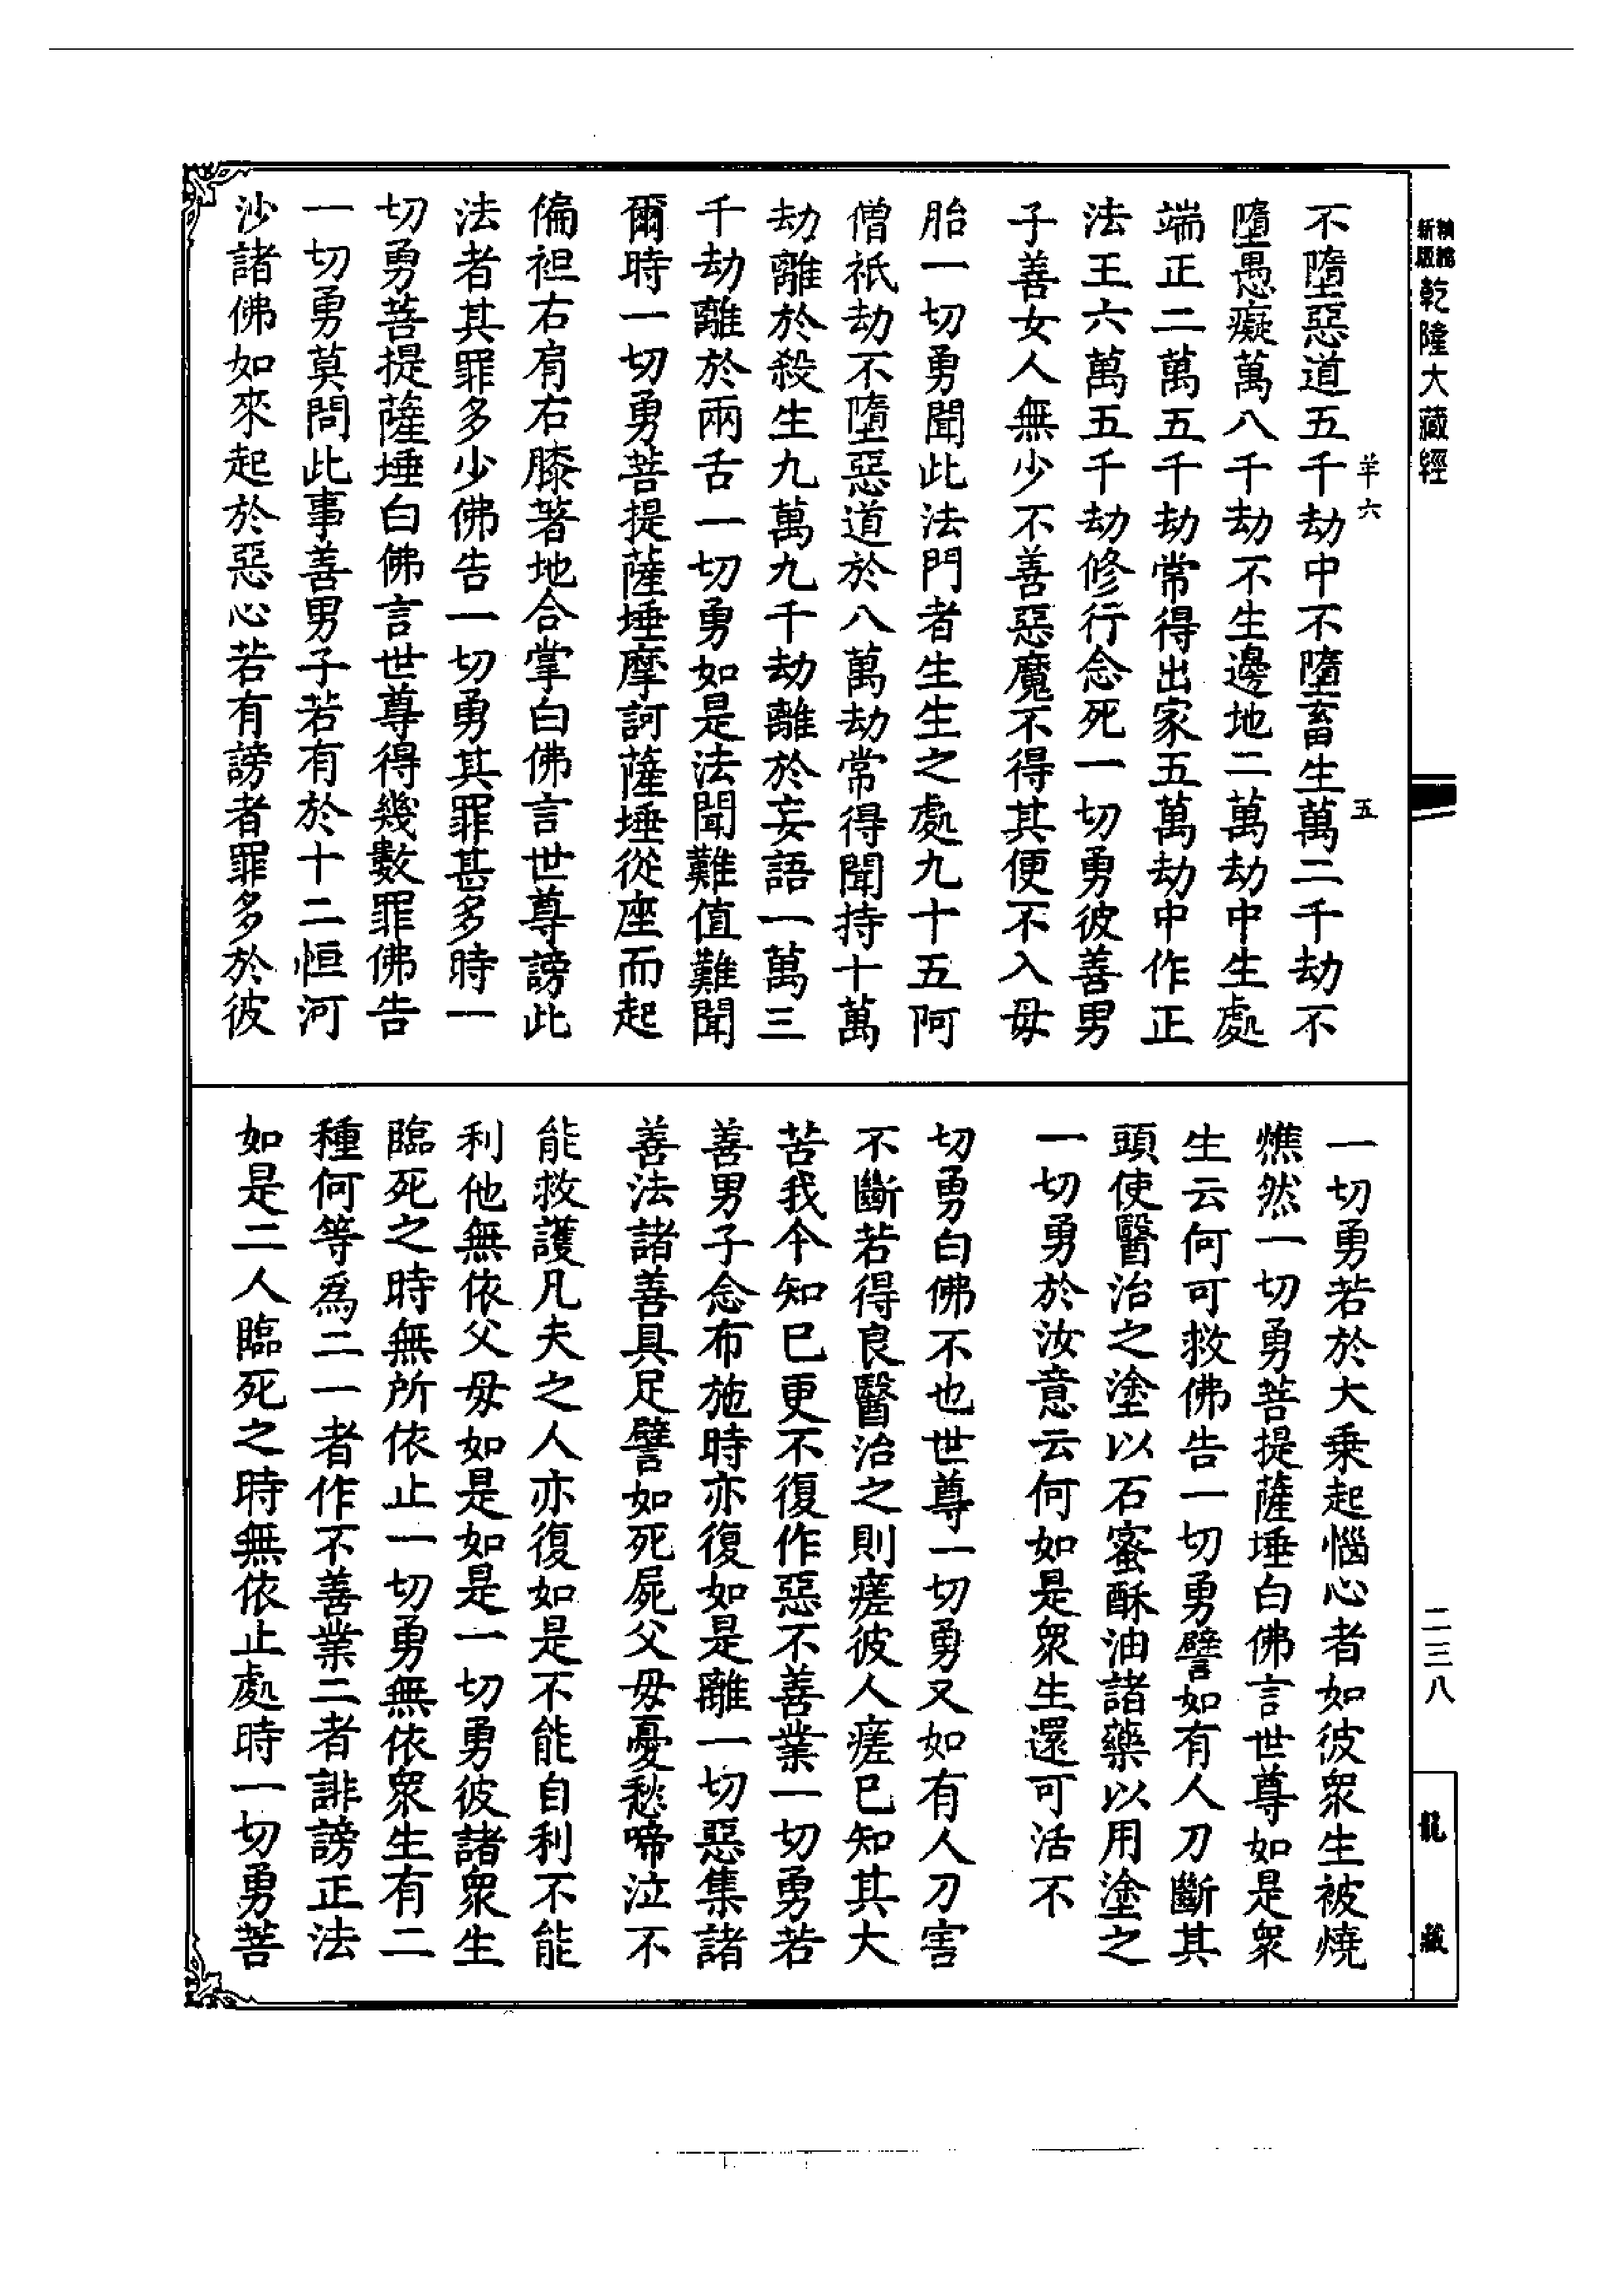 精裝
新版
乾隆大藏經
羊六
五
不墮惡道五千劫中不墮畜生萬二千劫不
墮愚癡萬八千劫不生邊地二萬劫中生處
端正二萬五千劫常得出家五萬劫中作正
法王六萬五千劫修行念死一切勇彼善男
子善女人無少不善惡魔不得其便不入毋
胎一切勇聞此法門者生生之處九十五阿
僧祇劫不墮惡道於八萬劫常得聞持十萬
劫離於殺生九萬九千劫離於妄語一萬三
千劫離於兩舌一切勇如是法聞難值難聞
爾時一切勇菩提薩埵摩訶薩埵從座而起
偏袒右肩右膝著地合掌白佛言世尊謗此
法者其罪多少佛告一切勇其罪甚多時一
切勇菩提薩埵白佛言世尊得幾數罪佛告
一切勇莫問此事善男子若有於十二恒河
沙諸佛如來起於惡心若有謗者罪多於彼
一切勇若於大乗起惱心者如彼衆生被燒
燋然一切勇菩提薩埵白佛言世尊如是衆
生云何可救佛告一切勇譬如有人刀斷其
頭使醫治之塗以石蜜酥油諸藥以用塗之
一切勇於汝意云何如是衆生還可活不一
切勇白佛不也世尊一切勇又如有人刀害
不斷若得良醫治之則瘥彼人瘥已知其大
苦我今知已更不復作惡不善業一切勇若
善男子念布施時亦復如是離一切惡集諸
善法諸善具足譬如死屍父毋憂愁啼泣不
能救護凡夫之人亦復如是不能自利不能
利他無依父毋如是如是一切勇彼諸衆生
臨死之時無所依止一切勇無依衆生有二
種何等爲二一者作不善業二者誹謗正法
如是二人臨死之時無依止處時一切勇菩
二三八
龍藏